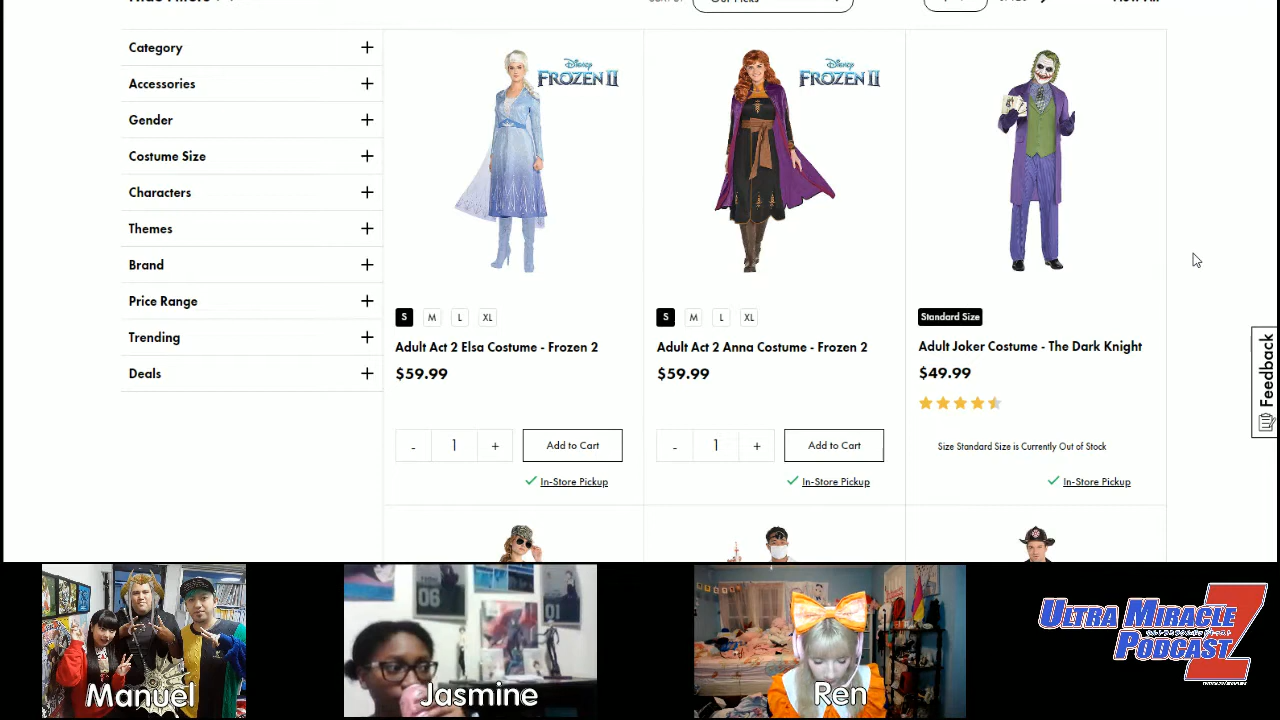 Category
Accessories
Gender
Costume Size
Characters
Themes
Brand
Price Range
Trending
Deals
Disney
FROZEN II
S M L XL
Adult Act 2 Elsa Costume - Frozen 2
$59.99
- 1 + Add to Cart
In-Store Pickup
Disney
FROZEN II
S M L XL
Adult Act 2 Anna Costume - Frozen 2
$59.99
- 1 + Add to Cart
In-Store Pickup
Standard Size
Adult Joker Costume - The Dark Knight
$49.99
Size Standard Size is Currently Out of Stock
In-Store Pickup
Feedback
Manuel
06
01
Jasmine
Ren
ULTRA MIRACLE
PODCAST
Z